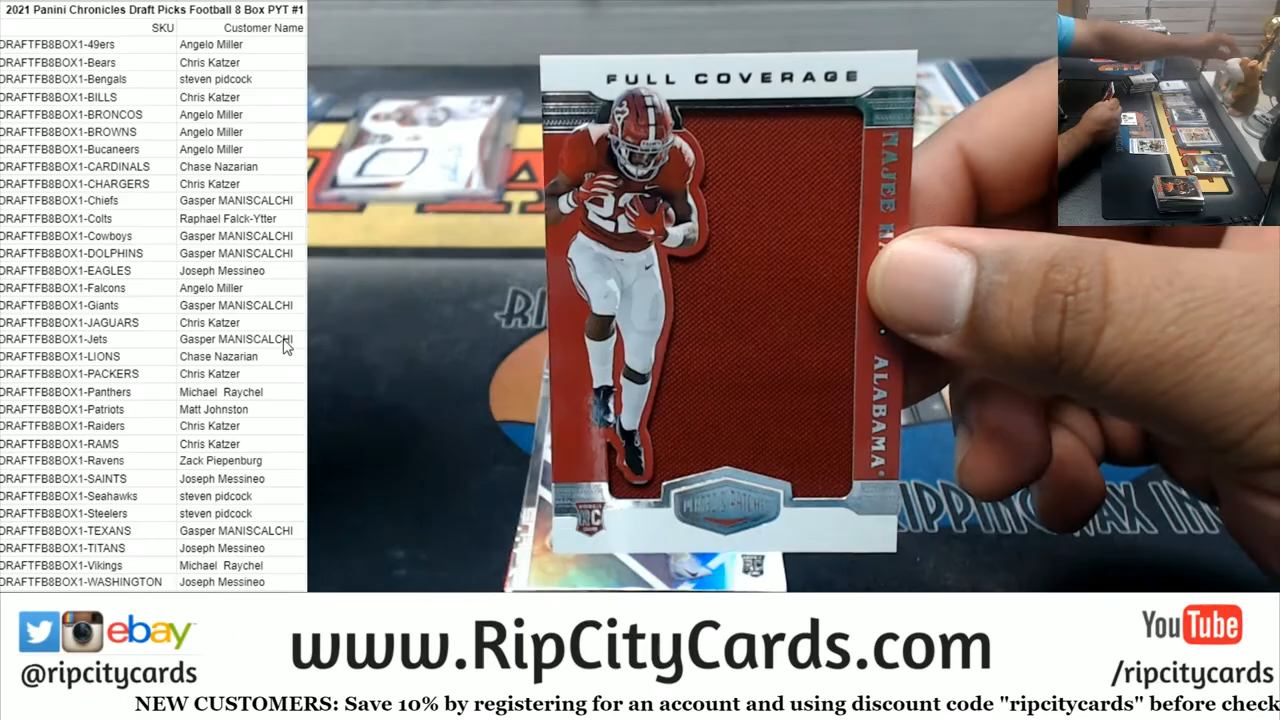 2021 Panini Chronicles Draft Picks Football 8 Box PYT #1
SKU Customer Name
DRAFTFB8BOX1-49ers Angelo Miller
DRAFTFB8BOX1-Bears Chris Katzer
DRAFTFB8BOX1-Bengals steven pidcock
DRAFTFB8BOX1-BILLS Chris Katzer
DRAFTFB8BOX1-BRONCOS Angelo Miller
DRAFTFB8BOX1-BROWNS Angelo Miller
DRAFTFB8BOX1-Bucaneers Angelo Miller
DRAFTFB8BOX1-CARDINALS Chase Nazarian
DRAFTFB8BOX1-CHARGERS Chris Katzer
DRAFTFB8BOX1-Chiefs Gasper MANISCALCHI
DRAFTFB8BOX1-Colts Raphael Falck-Ytter
DRAFTFB8BOX1-Cowboys Gasper MANISCALCHI
DRAFTFB8BOX1-DOLPHINS Gasper MANISCALCHI
DRAFTFB8BOX1-EAGLES Joseph Messineo
DRAFTFB8BOX1-Falcons Angelo Miller
DRAFTFB8BOX1-Giants Gasper MANISCALCHI
DRAFTFB8BOX1-JAGUARS Chris Katzer
DRAFTFB8BOX1-Jets Gasper MANISCALCHI
DRAFTFB8BOX1-LIONS Chase Nazarian
DRAFTFB8BOX1-PACKERS Chris Katzer
DRAFTFB8BOX1-Panthers Michael Raychel
DRAFTFB8BOX1-Patriots Matt Johnston
DRAFTFB8BOX1-Raiders Chris Katzer
DRAFTFB8BOX1-RAMS Chris Katzer
DRAFTFB8BOX1-Ravens Zack Piepenburg
DRAFTFB8BOX1-SAINTS Joseph Messineo
DRAFTFB8BOX1-Seahawks steven pidcock
DRAFTFB8BOX1-Steelers steven pidcock
DRAFTFB8BOX1-TEXANS Gasper MANISCALCHI
DRAFTFB8BOX1-TITANS Joseph Messineo
DRAFTFB8BOX1-Vikings Michael Raychel
DRAFTFB8BOX1-WASHINGTON Joseph Messineo
FULL COVERAGE
NAJEE
ALABAMA
22
RC
RIPPING WAX IN
ebay
@ripcitycards
www.RipCityCards.com
YouTube
/ripcitycards
NEW CUSTOMERS: Save 10% by registering for an account and using discount code "ripcitycards" before check